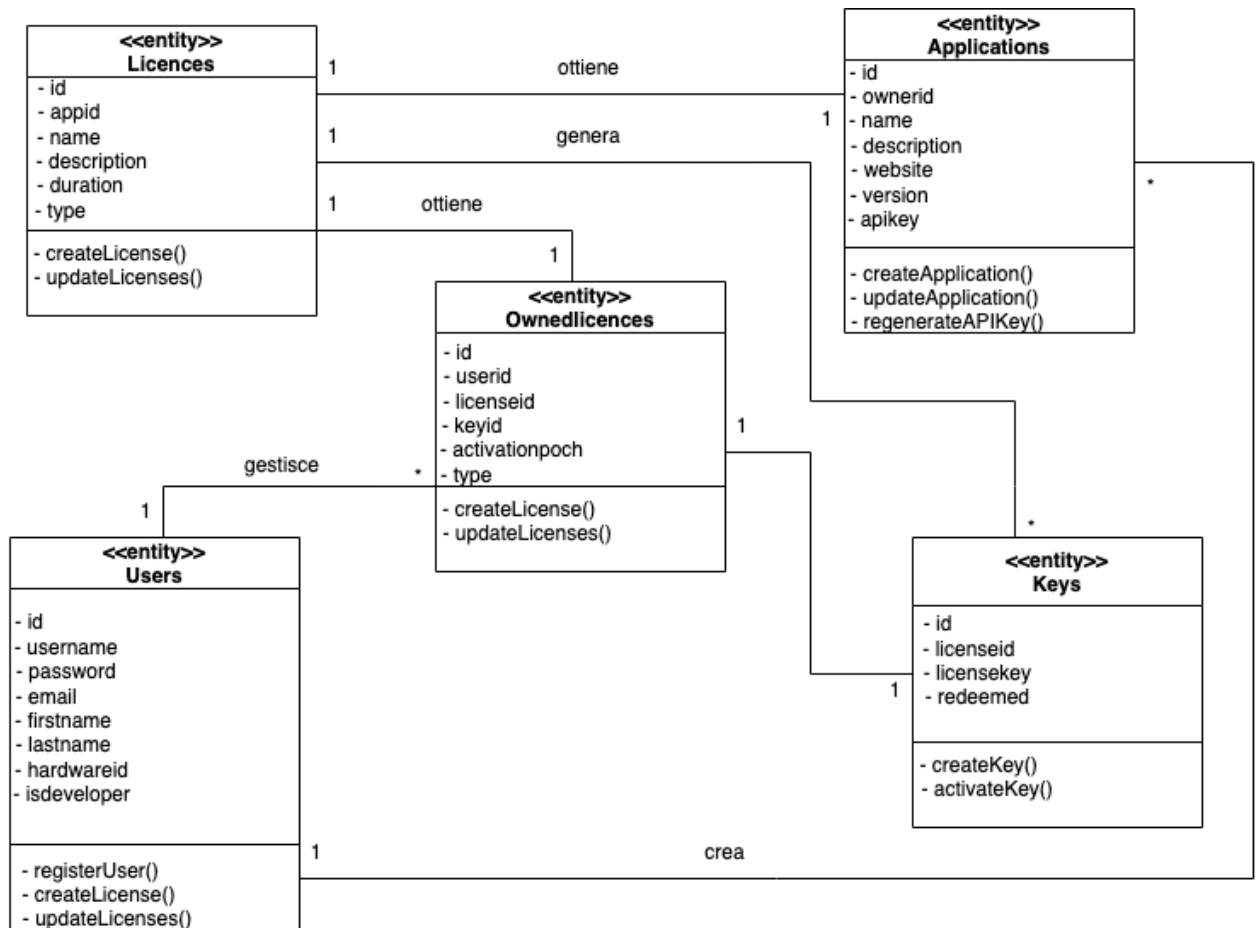 <<entity>>
Licences
- id
- appid
- name
- description
- duration
- type
- createLicense()
- updateLicenses()
1
ottiene
1
1
genera
1
ottiene
1
<<entity>>
Applications
- id
- ownerid
- name
- description
- website
- version
- apikey
- createApplication()
- updateApplication()
- regenerateAPIKey()
*
<<entity>>
Ownedlicences
- id
- userid
- licenseid
- keyid
- activationpoch
- type
- createLicense()
- updateLicenses()
1
gestisce
*
1
<<entity>>
Users
- id
- username
- password
- email
- firstname
- lastname
- hardwareid
- isdeveloper
- registerUser()
- createLicense()
- updateLicenses()
*
<<entity>>
Keys
- id
- licenseid
- licensekey
- redeemed
- createKey()
- activateKey()
1
1
crea